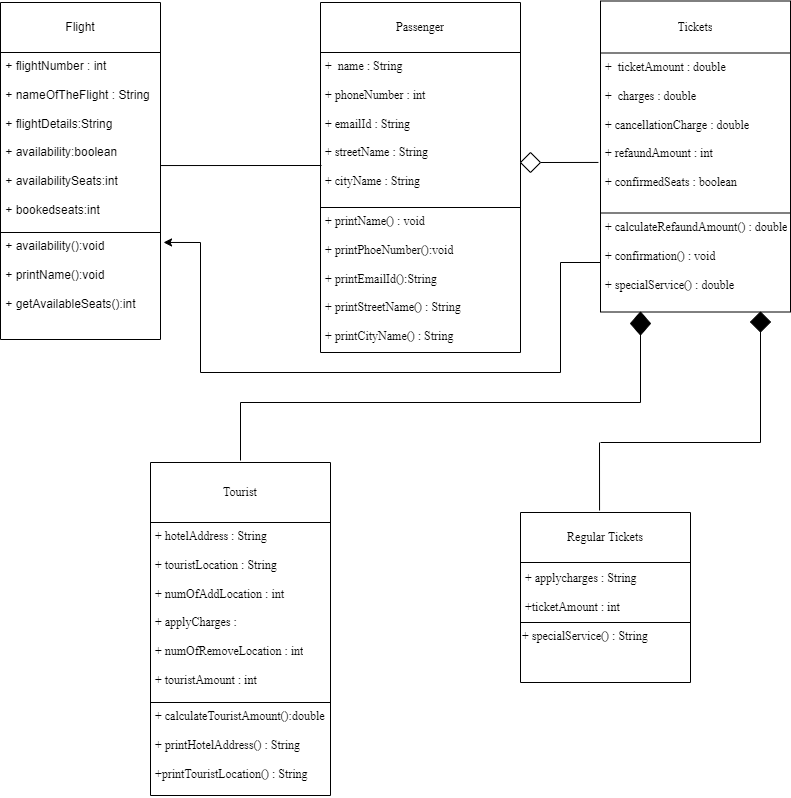 Flight
+ flightNumber : int
+ nameOfTheFlight : String
+ flightDetails:String
+ availability:boolean
+ availabilitySeats:int
+ bookedseats:int
+ availability():void
+ printName():void
+ getAvailableSeats():int
Passenger
+ name : String
+ phoneNumber : int
+ emailId : String
+ streetName : String
+ cityName : String
+ printName() : void
+ printPhoeNumber():void
+ printEmailId():String
+ printStreetName() : String
+ printCityName() : String
Tickets
+ ticketAmount : double
+ charges : double
+ cancellationCharge : double
+ refaundAmount : int
+ confirmedSeats : boolean
+ calculateRefaundAmount() : double
+ confirmation() : void
+ specialService() : double
Tourist
+ hotelAddress : String
+ touristLocation : String
+ numOfAddLocation : int
+ applyCharges :
+ numOfRemoveLocation : int
+ touristAmount : int
+ calculateTouristAmount():double
+ printHotelAddress() : String
+printTouristLocation() : String
Regular Tickets
+ applycharges : String
+ticketAmount : int
+ specialService() : String